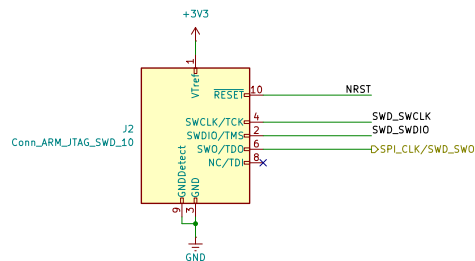 +3V3
1
VTref
RESET
10
NRST
J2
Conn_ARM_JTAG_SWD_10
SWCLK/TCK
4
SWD_SWCLK
SWDIO/TMS
2
SWD_SWDIO
SWO/TDO
6
SPI_CLK/SWD_SWO
NC/TDI
8
GNDDetect
GND
9
3
GND